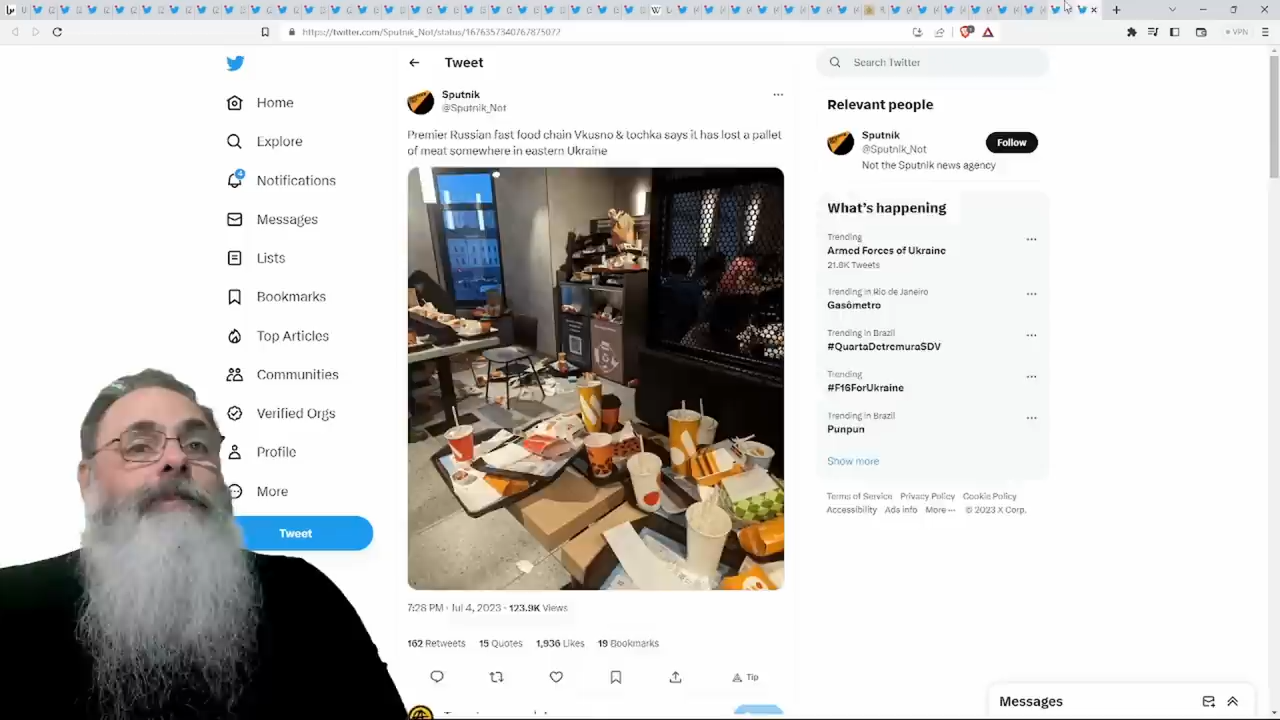 https://twitter.com/Sputnik_Not/status/1676357340767875072
VPN
Home
Explore
4
Notifications
Messages
Lists
Bookmarks
Top Articles
Communities
Verified Orgs
Profile
More
Tweet
Tweet
Sputnik
@Sputnik_Not
Premier Russian fast food chain Vkusno & tochka says it has lost a pallet
of meat somewhere in eastern Ukraine
7:28 PM · Jul 4, 2023 · 123.9K Views
162 Retweets 15 Quotes 1,936 Likes 19 Bookmarks
Tip
Search Twitter
Relevant people
Sputnik
@Sputnik_Not
Follow
Not the Sputnik news agency
What's happening
Trending
Armed Forces of Ukraine
21.8K Tweets
Trending in Rio de Janeiro
Gasômetro
Trending in Brazil
#QuartaDetremuraSDV
Trending
#F16ForUkraine
Trending in Brazil
Punpun
Show more
Terms of Service Privacy Policy Cookie Policy
Accessibility Ads info More ··· © 2023 X Corp.
Messages